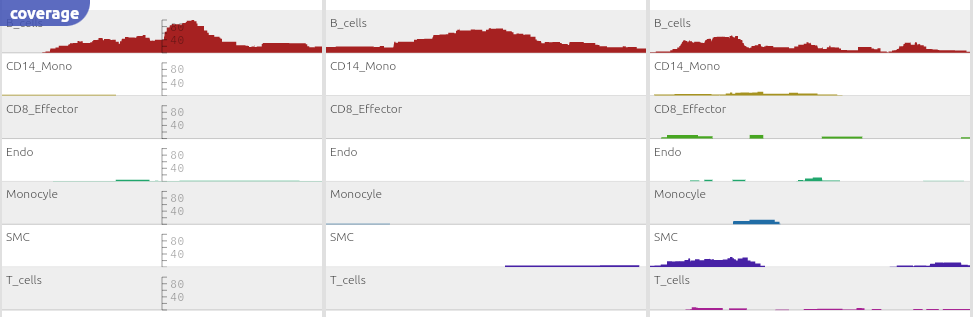 coverage
B_cells B_cells B_cells
80
40
CD14_Mono CD14_Mono CD14_Mono
80
40
CD8_Effector CD8_Effector CD8_Effector
80
40
Endo Endo Endo
80
40
Monocyle Monocyle Monocyle
80
40
SMC SMC SMC
80
40
T_cells T_cells T_cells
80
40